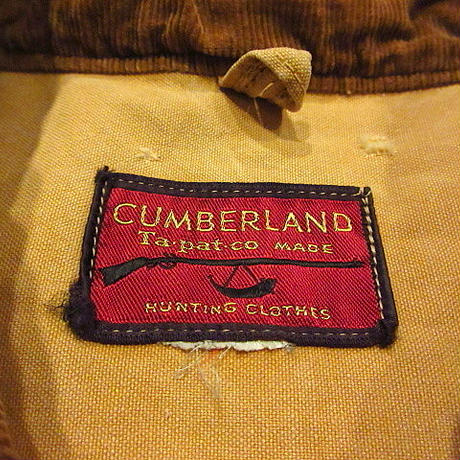 CUMBERLAND
Ta·pat·co MADE
HUNTING CLOTHES